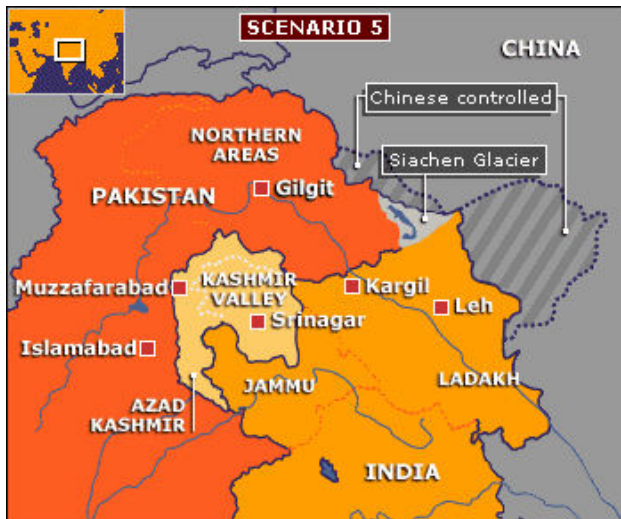 SCENARIO 5
CHINA
Chinese controlled
NORTHERN
AREAS
Siachen Glacier
PAKISTAN
Gilgit
Muzzafarabad
KASHMIR
VALLEY
Kargil
Leh
Srinagar
Islamabad
JAMMU
LADAKH
AZAD
KASHMIR
INDIA